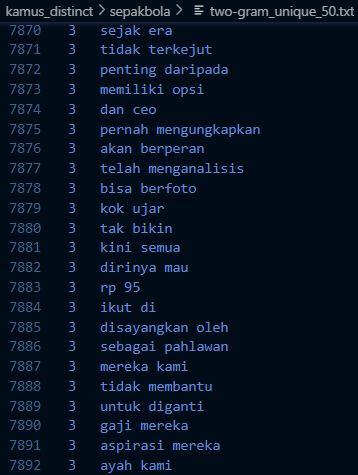 kamus_distinct > sepakbola > two-gram_unique_50.txt
7870 3 sejak era
7871 3 tidak terkejut
7872 3 penting daripada
7873 3 memiliki opsi
7874 3 dan ceo
7875 3 pernah mengungkapkan
7876 3 akan berperan
7877 3 telah menganalisis
7878 3 bisa berfoto
7879 3 kok ujar
7880 3 tak bikin
7881 3 kini semua
7882 3 dirinya mau
7883 3 rp 95
7884 3 ikut di
7885 3 disayangkan oleh
7886 3 sebagai pahlawan
7887 3 mereka kami
7888 3 tidak membantu
7889 3 untuk diganti
7890 3 gaji mereka
7891 3 aspirasi mereka
7892 3 ayah kami